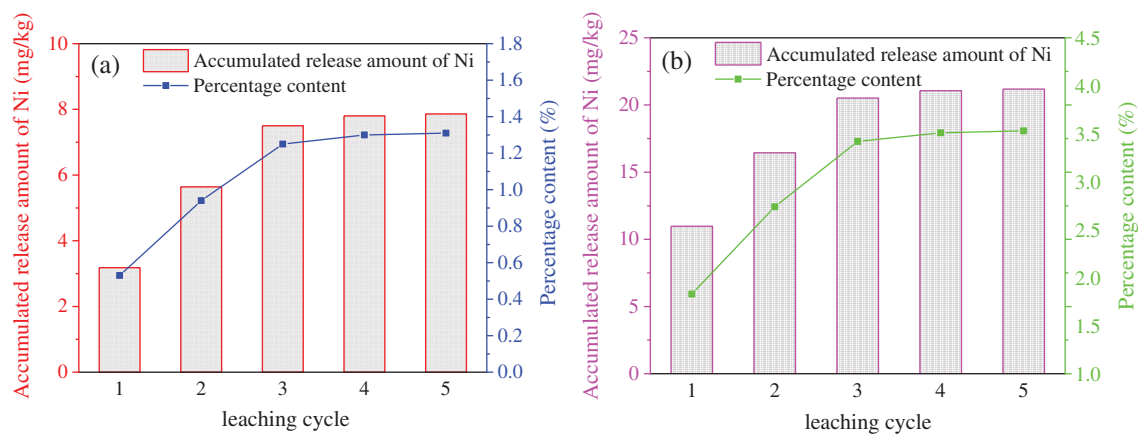 Accumulated release amount of Ni (mg/kg)
10
8
6
4
2
0
(a)
Accumulated release amount of Ni
Percentage content
1.8
1.6
1.4
1.2
1.0
0.8
0.6
0.4
0.2
0.0
Percentage content (%)
1 2 3 4 5
leaching cycle
Accumulated release amount of Ni (mg/kg)
25
20
15
10
5
0
(b)
Accumulated release amount of Ni
Percentage content
4.5
4.0
3.5
3.0
2.5
2.0
1.5
1.0
Percentage content (%)
1 2 3 4 5
leaching cycle